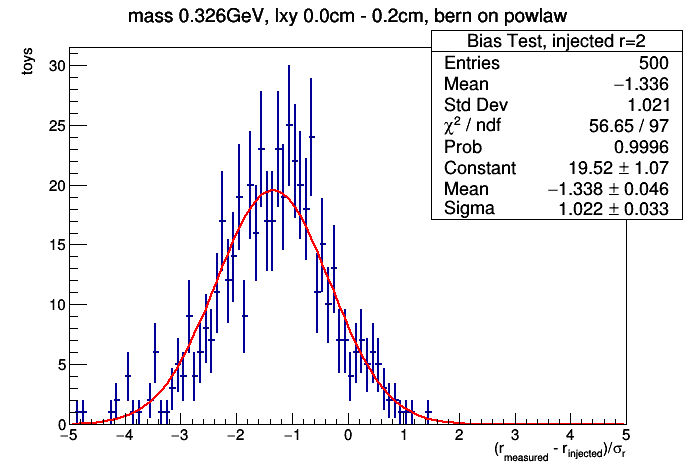 mass 0.326GeV, lxy 0.0cm - 0.2cm, bern on powlaw
Bias Test, injected r=2
Entries 500
Mean −1.336
Std Dev 1.021
χ² / ndf 56.65 / 97
Prob 0.9996
Constant 19.52 ± 1.07
Mean −1.338 ± 0.046
Sigma 1.022 ± 0.033
toys
30
25
20
15
10
5
0
−5 −4 −3 −2 −1 0 1 2 3 4 5
(r_measured - r_injected)/σ_r